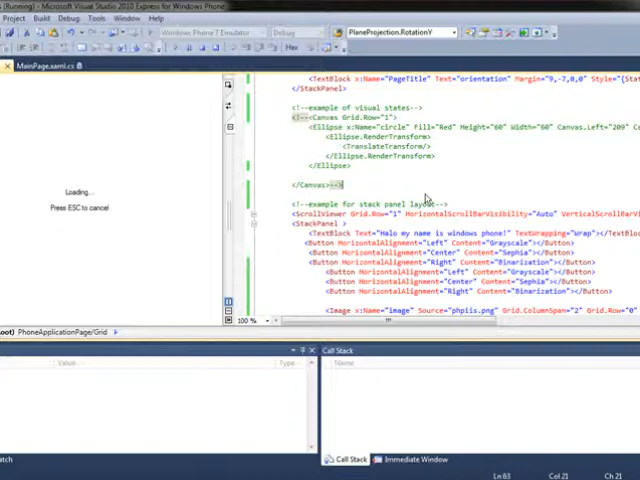 s (Running) - Microsoft Visual Studio 2010 Express for Windows Phone
Project Build Debug Tools Window Help
Windows Phone 7 Emulator Debug PlaneProjection.RotationY
Hex
MainPage.xaml.cs
<TextBlock x:Name="PageTitle" Text="orientation" Margin="9,-7,0,0" Style="{Sta
</StackPanel>
<!--example of visual states-->
<!--<Canvas Grid.Row="1">
<Ellipse x:Name="circle" Fill="Red" Height="60" Width="60" Canvas.Left="209" C
<Ellipse.RenderTransform>
<TranslateTransform/>
</Ellipse.RenderTransform>
</Ellipse>
</Canvas>-->
<!--example for stack panel layout-->
<ScrollViewer Grid.Row="1" HorizontalScrollBarVisibility="Auto" VerticalScrollBarV
<StackPanel >
<TextBlock Text="Halo my name is windows phone!" TextWrapping="Wrap"></TextBlock>
<Button HorizontalAlignment="Left" Content="Grayscale"></Button>
<Button HorizontalAlignment="Center" Content="Sephia"></Button>
<Button HorizontalAlignment="Right" Content="Binarization"></Button>
<Button HorizontalAlignment="Left" Content="Grayscale"></Button>
<Button HorizontalAlignment="Center" Content="Sephia"></Button>
<Button HorizontalAlignment="Right" Content="Binarization"></Button>
<Image x:Name="image" Source="phpiis.png" Grid.ColumnSpan="2" Grid.Row="0"
Loading...
Press ESC to cancel
100 %
oot) PhoneApplicationPage/Grid
Value Type
Call Stack
Name
atch
Call Stack Immediate Window
Ln 63 Col 21 Ch 21